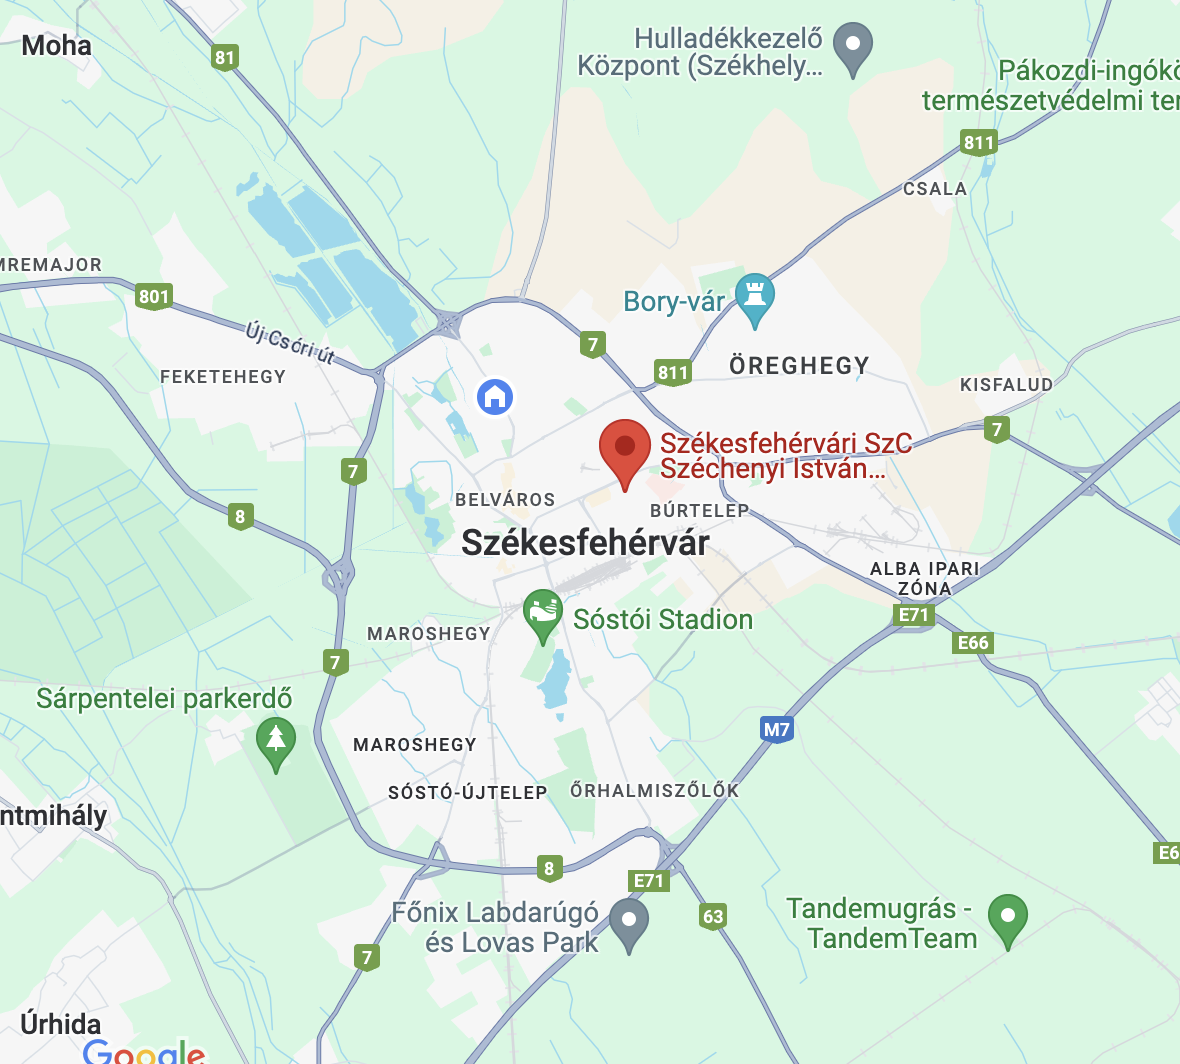 Moha
81
Hulladékkezelő
Központ (Székhely...
Pákozdi-ingókö
természetvédelmi ter
811
CSALA
MREMAJOR
801
Új Csóri út
Bory-vár
7
811
ÖREGHEGY
FEKETEHEGY
KISFALUD
7
Székesfehérvári SzC
Széchenyi István...
7
BELVÁROS
BÚRTELEP
8
Székesfehérvár
ALBA IPARI
ZÓNA
E71
Sóstói Stadion
MAROSHEGY
E66
7
Sárpentelei parkerdő
M7
MAROSHEGY
SÓSTÓ-ÚJTELEP
ŐRHALMISZŐLŐK
ntmihály
E6
8
E71
Főnix Labdarúgó
és Lovas Park
63
Tandemugrás -
TandemTeam
7
Úrhida
Google